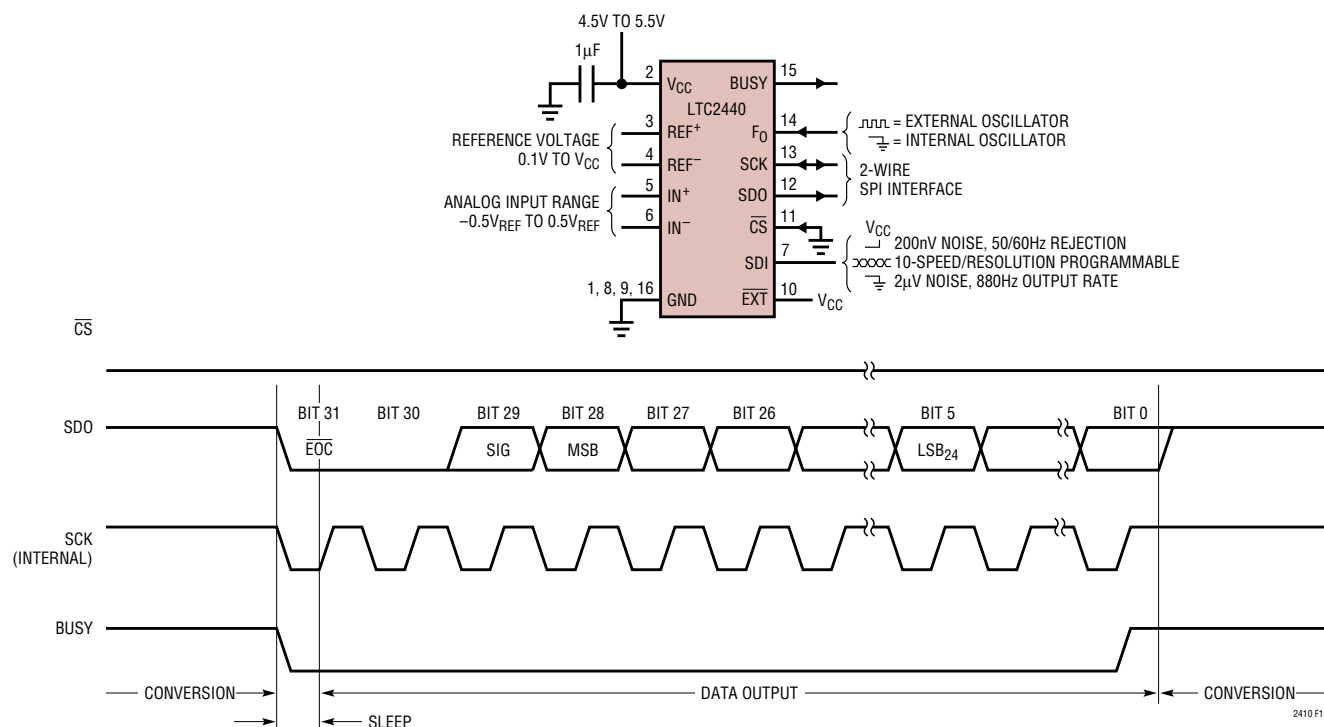 4.5V TO 5.5V
1µF
2
VCC
BUSY
15
LTC2440
REFERENCE VOLTAGE
0.1V TO VCC
3
REF+
4
REF−
FO
14
= EXTERNAL OSCILLATOR
= INTERNAL OSCILLATOR
SCK
13
SDO
12
2-WIRE
SPI INTERFACE
ANALOG INPUT RANGE
−0.5VREF TO 0.5VREF
5
IN+
6
IN−
CS
11
SDI
7
VCC
200nV NOISE, 50/60Hz REJECTION
10-SPEED/RESOLUTION PROGRAMMABLE
2µV NOISE, 880Hz OUTPUT RATE
1, 8, 9, 16
GND
EXT
10
VCC
CS
BIT 31 BIT 30 BIT 29 BIT 28 BIT 27 BIT 26 BIT 5 BIT 0
SDO
EOC SIG MSB LSB24
SCK
(INTERNAL)
BUSY
CONVERSION DATA OUTPUT CONVERSION
SLEEP